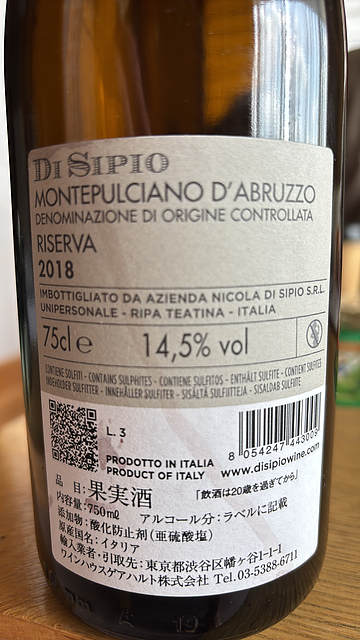 DI SIPIO
MONTEPULCIANO D'ABRUZZO
DENOMINAZIONE DI ORIGINE CONTROLLATA
RISERVA
2018
IMBOTTIGLIATO DA AZIENDA NICOLA DI SIPIO S.R.L.
UNIPERSONALE - RIPA TEATINA - ITALIA
75cl e 14,5% vol
CONTIENE SOLFITI - CONTAINS SULPHITES - CONTIENE SULFITOS - ENTHÄLT SULFITE - CONTIENT SULFITES
INDEHOLDER SULFITTER - INNEHÅLLER SULFITER - SISÄLTÄ SULFIITTEJA - SISALDAB SULFITE
L.3
8 054247 443009
PRODOTTO IN ITALIA
PRODUCT OF ITALY
www.disipiowine.com
品 目:果実酒 「飲酒は20歳を過ぎてから」
内容量:750㎖ アルコール分:ラベルに記載
添加物:酸化防止剤(亜硫酸塩)
原産国名:イタリア
輸入業者・引取先:東京都渋谷区幡ヶ谷1-1-1
ワインハウスゲアハルト株式会社 Tel.03-5388-6711